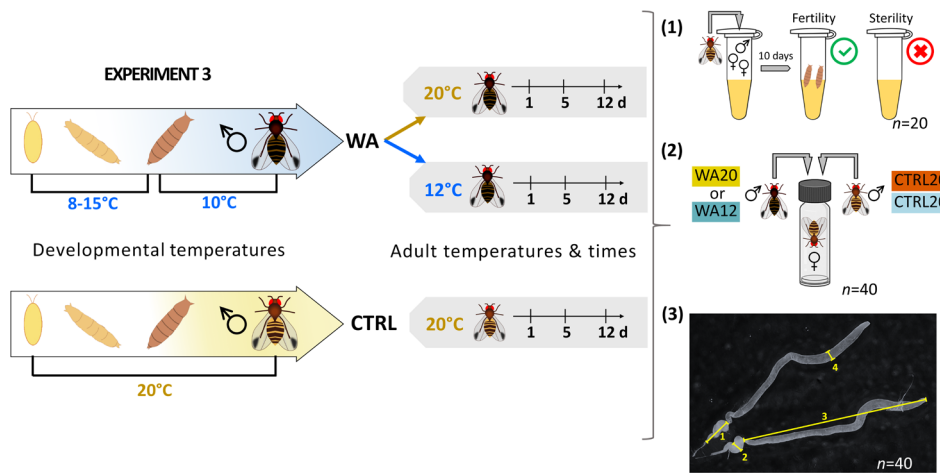 EXPERIMENT 3
8-15°C
10°C
WA
20°C
1 5 12 d
12°C
1 5 12 d
Developmental temperatures
Adult temperatures & times
20°C
CTRL
20°C
1 5 12 d
(1)
Fertility
Sterility
10 days
n=20
(2)
WA20
or
WA12
CTRL20
CTRL20
n=40
(3)
1
2
3
4
n=40